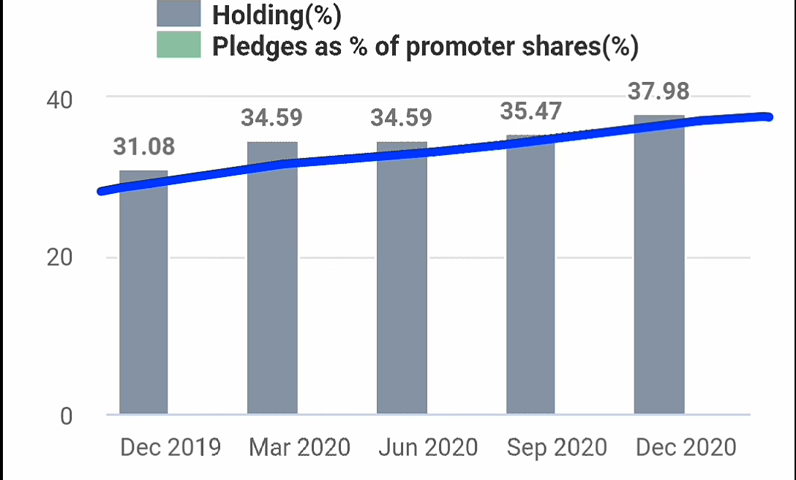 Holding(%)
Pledges as % of promoter shares(%)
40
37.98
35.47
34.59
34.59
31.08
20
0
Dec 2019
Mar 2020
Jun 2020
Sep 2020
Dec 2020